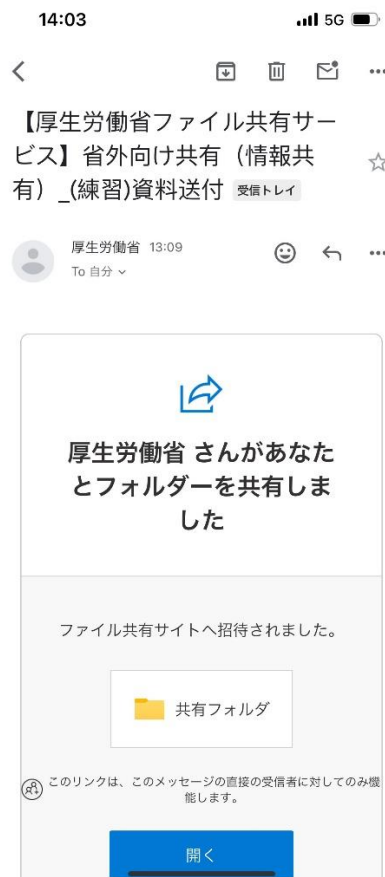 14:03
5G
【厚生労働省ファイル共有サー
ビス】省外向け共有（情報共
有）_(練習)資料送付 受信トレイ
厚生労働省 13:09
To 自分
厚生労働省 さんがあなた
とフォルダーを共有しま
した
ファイル共有サイトへ招待されました。
共有フォルダ
このリンクは、このメッセージの直接の受信者に対してのみ機
能します。
開く